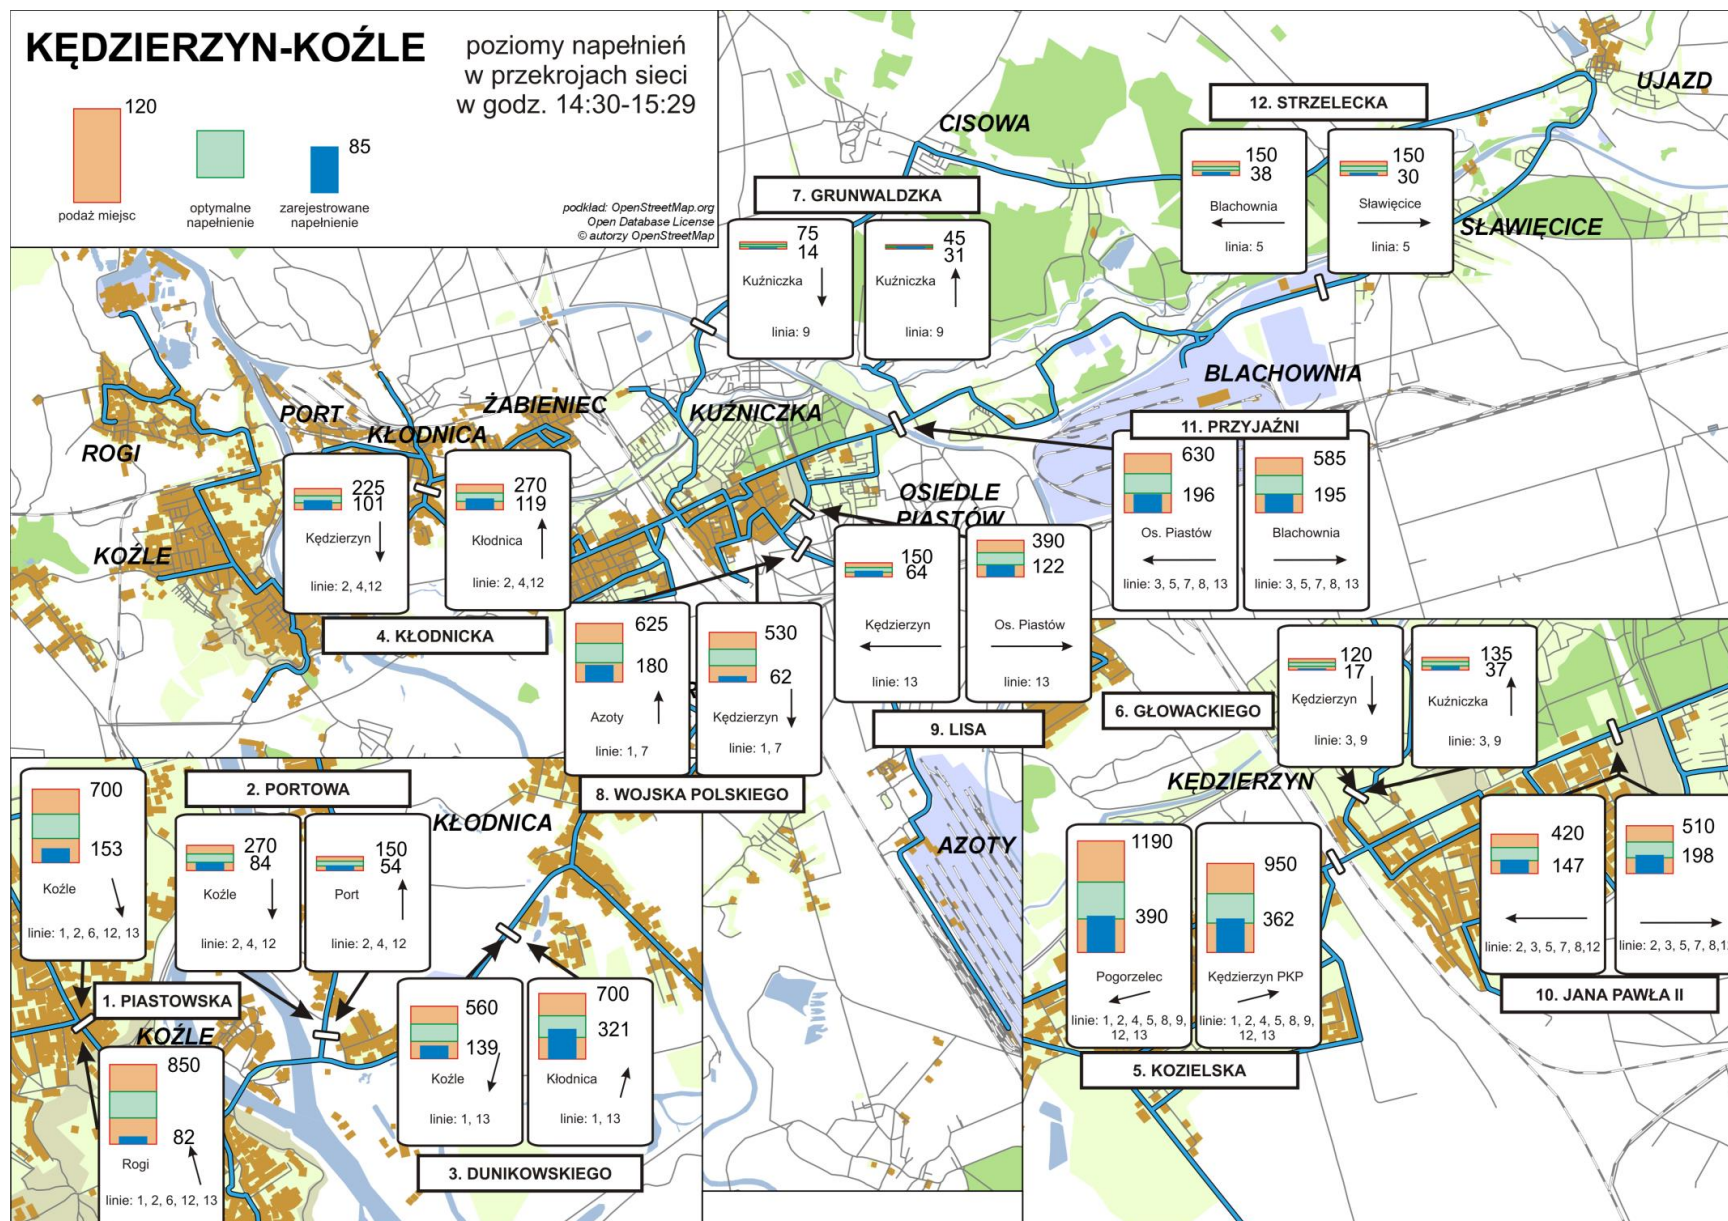 KĘDZIERZYN-KOŹLE
poziomy napełnień
w przekrojach sieci
w godz. 14:30-15:29
120
85
podaż miejsc
optymalne
napełnienie
zarejestrowane
napełnienie
podkład: OpenStreetMap.org
Open Database License
© autorzy OpenStreetMap
UJAZD
CISOWA
SŁAWIĘCICE
BLACHOWNIA
KUŹNICZKA
ŻABIENIEC
PORT
KŁODNICA
ROGI
KOŹLE
OSIEDLE
PIASTÓW
12. STRZELECKA
150
38
Blachownia
linia: 5
150
30
Sławięcice
linia: 5
7. GRUNWALDZKA
75
14
Kuźniczka
linia: 9
45
31
Kuźniczka
linia: 9
11. PRZYJAŹNI
630
196
Os. Piastów
linie: 3, 5, 7, 8, 13
585
195
Blachownia
linie: 3, 5, 7, 8, 13
225
101
Kędzierzyn
linie: 2, 4,12
270
119
Kłodnica
linie: 2, 4,12
4. KŁODNICKA
150
64
Kędzierzyn
linie: 13
390
122
Os. Piastów
linie: 13
9. LISA
625
180
Azoty
linie: 1, 7
530
62
Kędzierzyn
linie: 1, 7
8. WOJSKA POLSKIEGO
AZOTY
6. GŁOWACKIEGO
120
17
Kędzierzyn
linie: 3, 9
135
37
Kuźniczka
linie: 3, 9
KĘDZIERZYN
1190
390
Pogorzelec
linie: 1, 2, 4, 5, 8, 9,
12, 13
950
362
Kędzierzyn PKP
linie: 1, 2, 4, 5, 8, 9,
12, 13
5. KOZIELSKA
420
147
linie: 2, 3, 5, 7, 8,12
510
198
linie: 2, 3, 5, 7, 8,1
10. JANA PAWŁA II
700
153
Koźle
linie: 1, 2, 6, 12, 13
1. PIASTOWSKA
KOŹLE
850
82
Rogi
linie: 1, 2, 6, 12, 13
2. PORTOWA
270
84
Koźle
linie: 2, 4, 12
150
54
Port
linie: 2, 4, 12
KŁODNICA
560
139
Koźle
linie: 1, 13
700
321
Kłodnica
linie: 1, 13
3. DUNIKOWSKIEGO